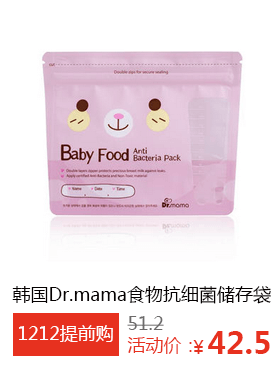 Double zips for secure sealing
Baby Food Anti
Bacteria Pack
Name Date Time
Dr.mama
韩国Dr.mama食物抗细菌储存袋
1212提前购
51.2
活动价:¥42.5